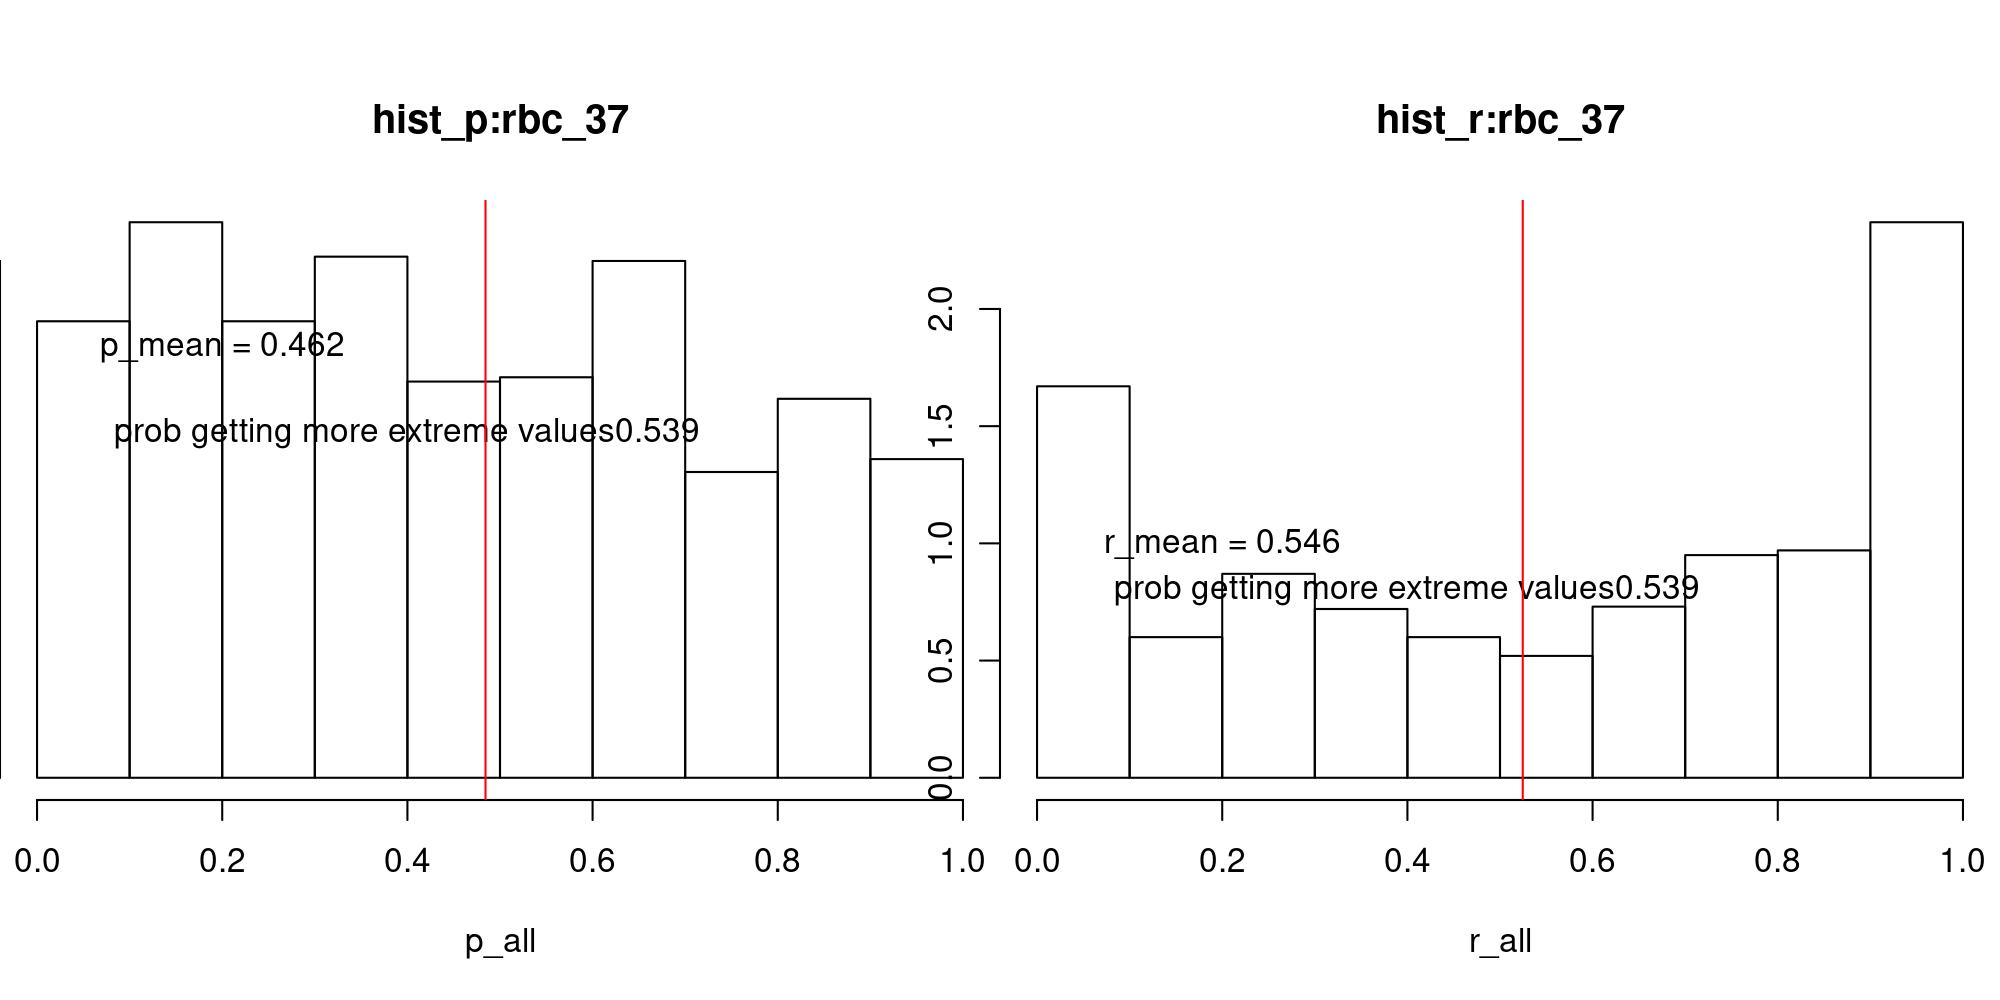 hist_p:rbc_37
p_mean = 0.462
prob getting more extreme values0.539
0.0 0.2 0.4 0.6 0.8 1.0
p_all
hist_r:rbc_37
2.0
1.5
1.0
0.5
0.0
r_mean = 0.546
prob getting more extreme values0.539
0.0 0.2 0.4 0.6 0.8 1.0
r_all